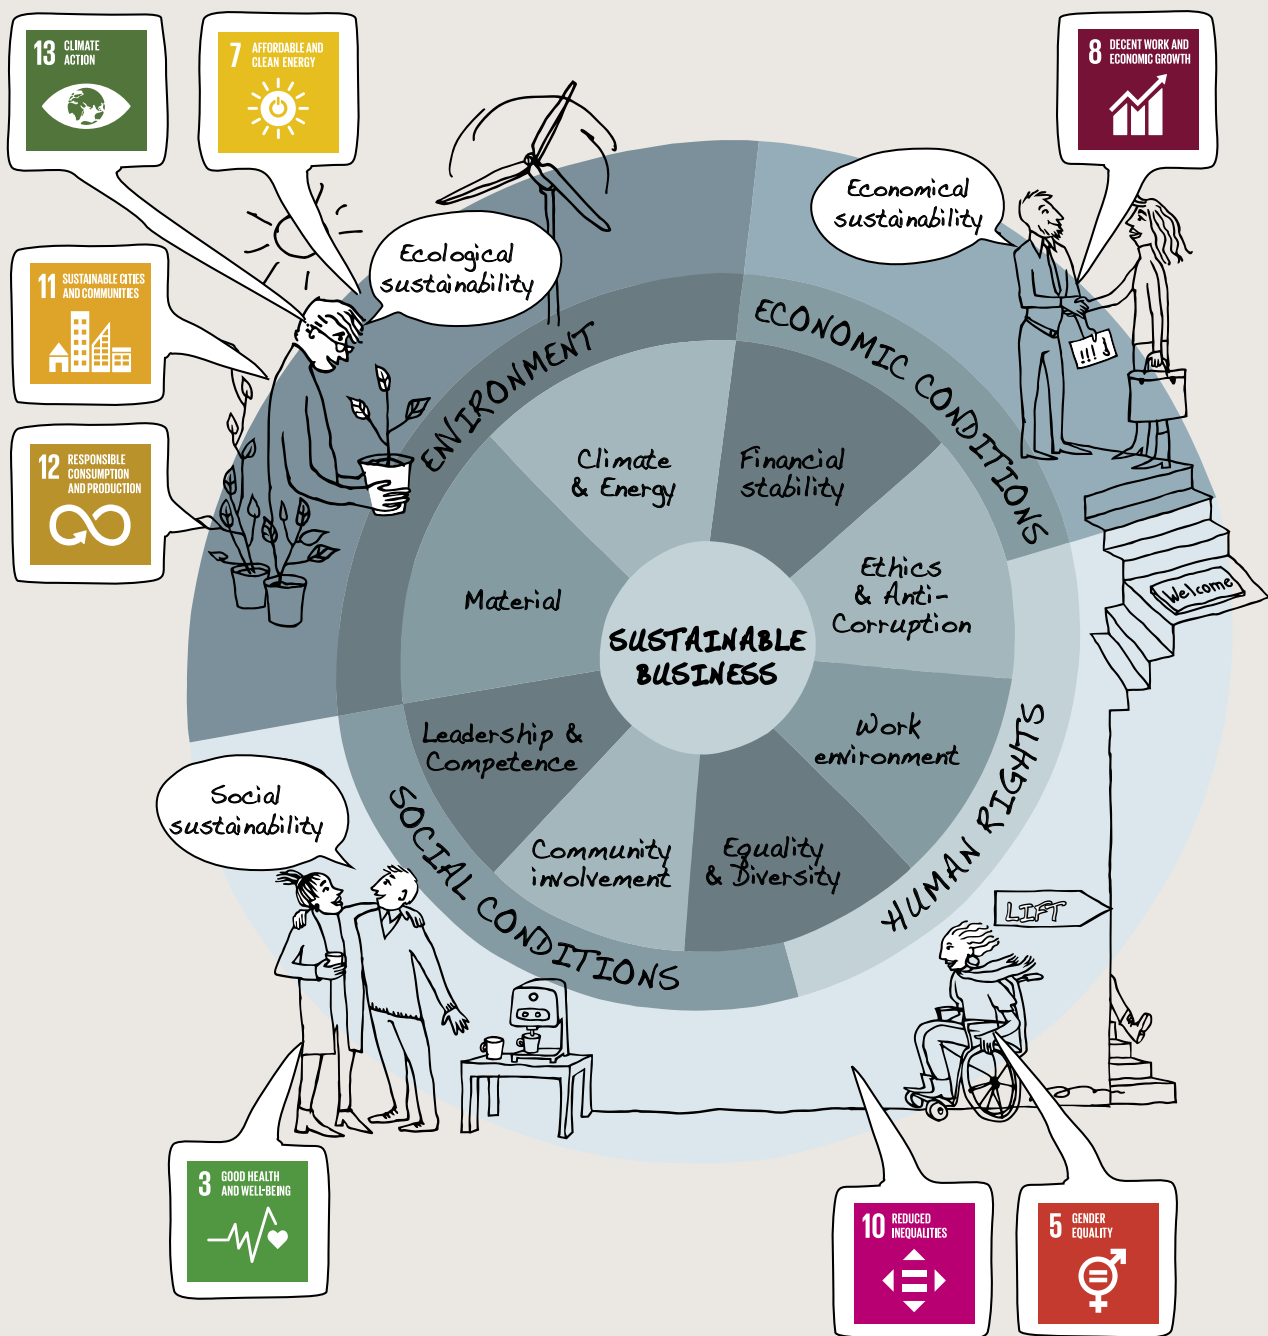 13 CLIMATE
ACTION
7 AFFORDABLE AND
CLEAN ENERGY
8 DECENT WORK AND
ECONOMIC GROWTH
Economical
sustainability
Ecological
sustainability
11 SUSTAINABLE CITIES
AND COMMUNITIES
12 RESPONSIBLE
CONSUMPTION
AND PRODUCTION
ENVIRONMENT
ECONOMIC CONDITIONS
!!!
Climate
& Energy
Financial
stability
Material
Ethics
& Anti-
Corruption
Welcome
SUSTAINABLE
BUSINESS
Leadership &
Competence
Work
environment
Social
sustainability
SOCIAL CONDITIONS
HUMAN RIGHTS
Community
involvement
Equality
& Diversity
LIFT
3 GOOD HEALTH
AND WELL-BEING
10 REDUCED
INEQUALITIES
5 GENDER
EQUALITY